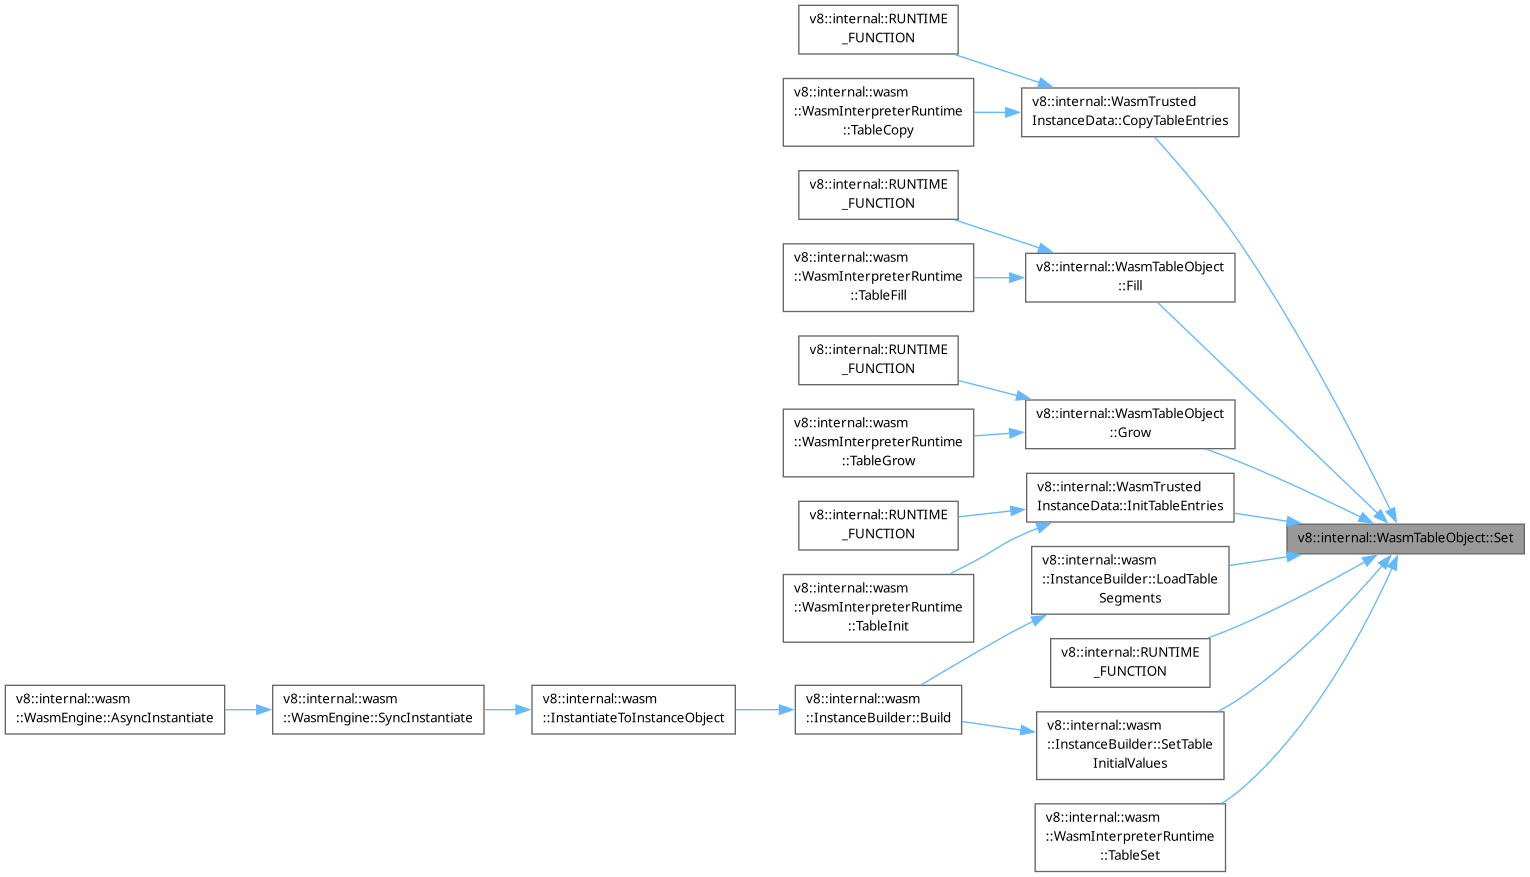 v8::internal::RUNTIME
_FUNCTION
v8::internal::wasm
::WasmInterpreterRuntime
::TableCopy
v8::internal::WasmTrusted
InstanceData::CopyTableEntries
v8::internal::RUNTIME
_FUNCTION
v8::internal::wasm
::WasmInterpreterRuntime
::TableFill
v8::internal::WasmTableObject
::Fill
v8::internal::RUNTIME
_FUNCTION
v8::internal::wasm
::WasmInterpreterRuntime
::TableGrow
v8::internal::WasmTableObject
::Grow
v8::internal::RUNTIME
_FUNCTION
v8::internal::WasmTrusted
InstanceData::InitTableEntries
v8::internal::WasmTableObject::Set
v8::internal::wasm
::WasmInterpreterRuntime
::TableInit
v8::internal::wasm
::InstanceBuilder::LoadTable
Segments
v8::internal::RUNTIME
_FUNCTION
v8::internal::wasm
::WasmEngine::AsyncInstantiate
v8::internal::wasm
::WasmEngine::SyncInstantiate
v8::internal::wasm
::InstantiateToInstanceObject
v8::internal::wasm
::InstanceBuilder::Build
v8::internal::wasm
::InstanceBuilder::SetTable
InitialValues
v8::internal::wasm
::WasmInterpreterRuntime
::TableSet